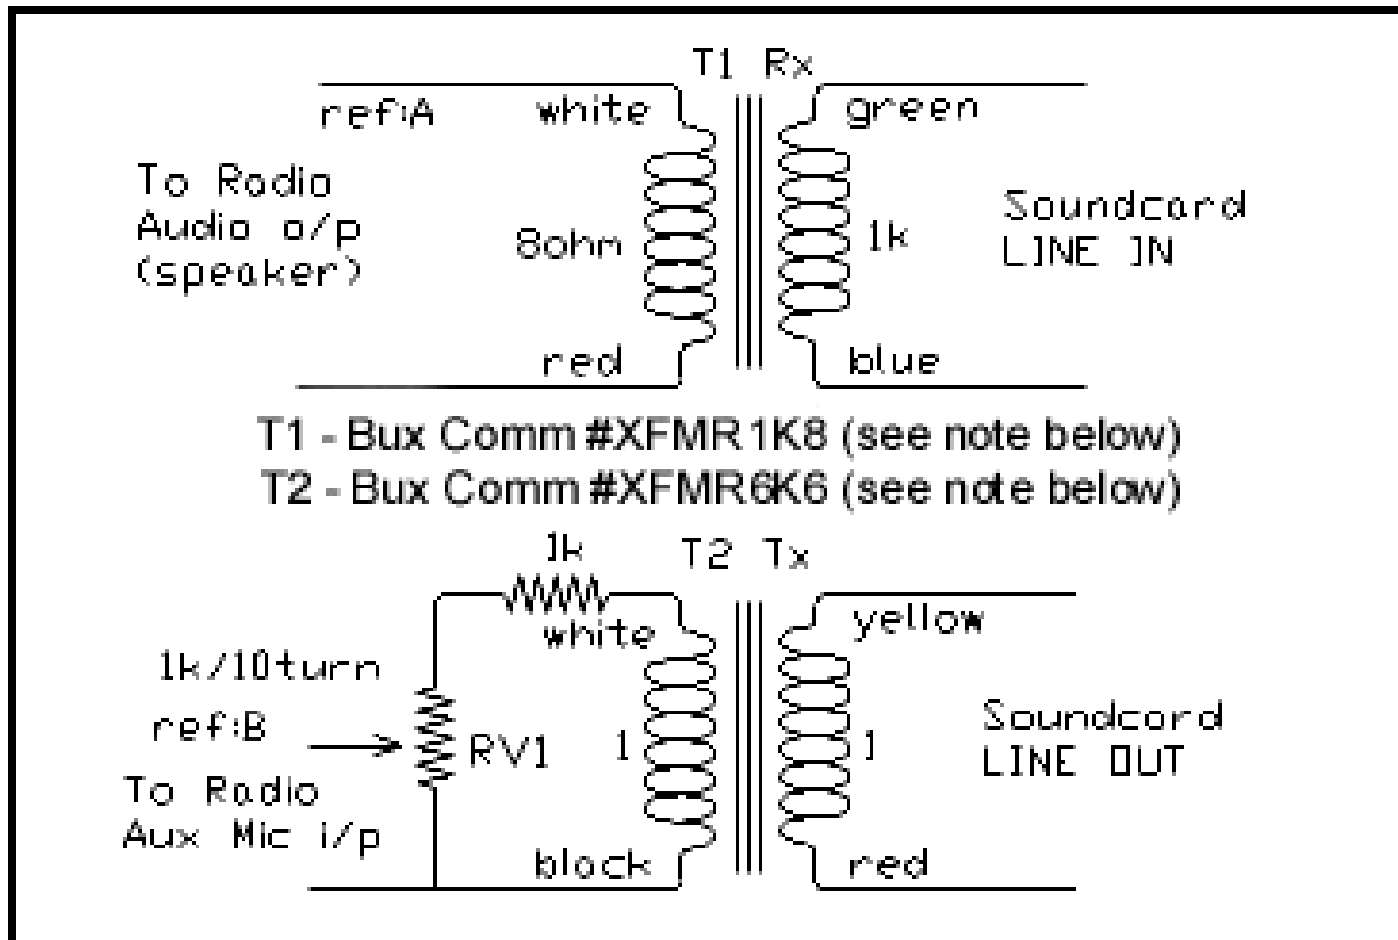 T1 Rx
ref:A
white
green
To Radio
Audio o/p
(speaker)
8ohm
1k
Soundcard
LINE IN
red
blue
T1 - Bux Comm #XFMR1K8 (see note below)
T2 - Bux Comm #XFMR6K6 (see note below)
1k
T2 Tx
white
yellow
1k/10turn
ref:B
RV1
1
1
Soundcard
LINE OUT
To Radio
Aux Mic i/p
black
red